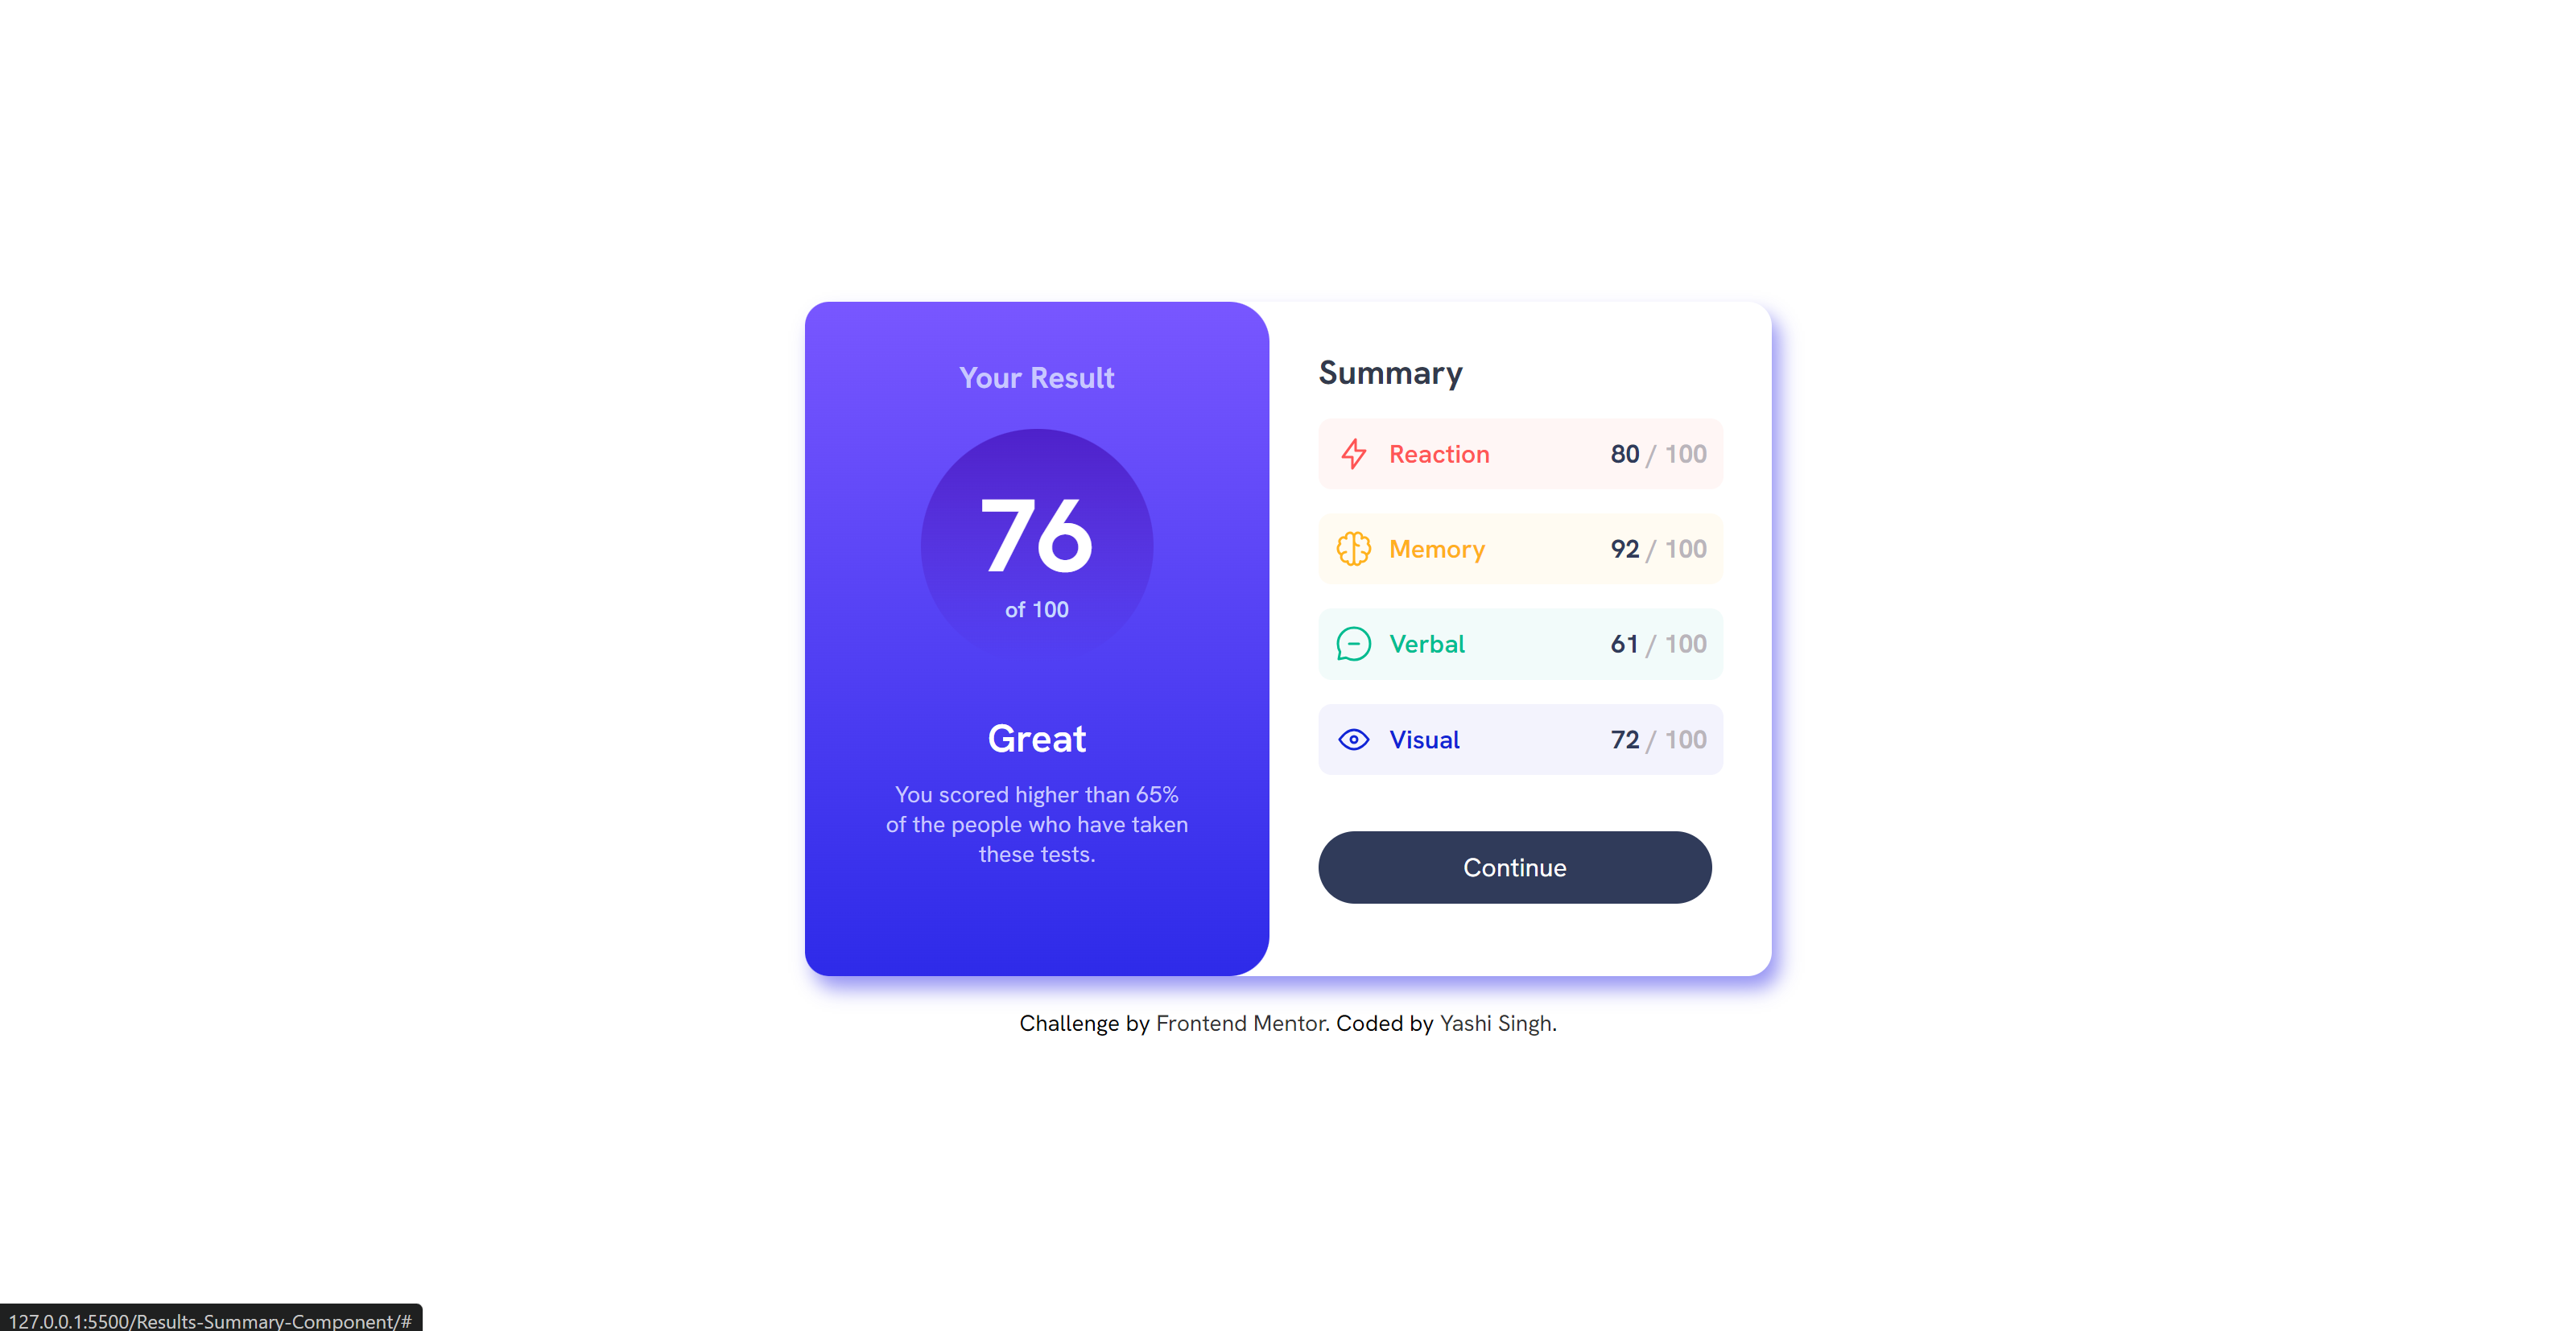 Your Result
76
of 100
Great
You scored higher than 65%
of the people who have taken
these tests.
Summary
Reaction 80 / 100
Memory 92 / 100
Verbal 61 / 100
Visual 72 / 100
Continue
Challenge by Frontend Mentor. Coded by Yashi Singh.
127.0.0.1:5500/Results-Summary-Component/#